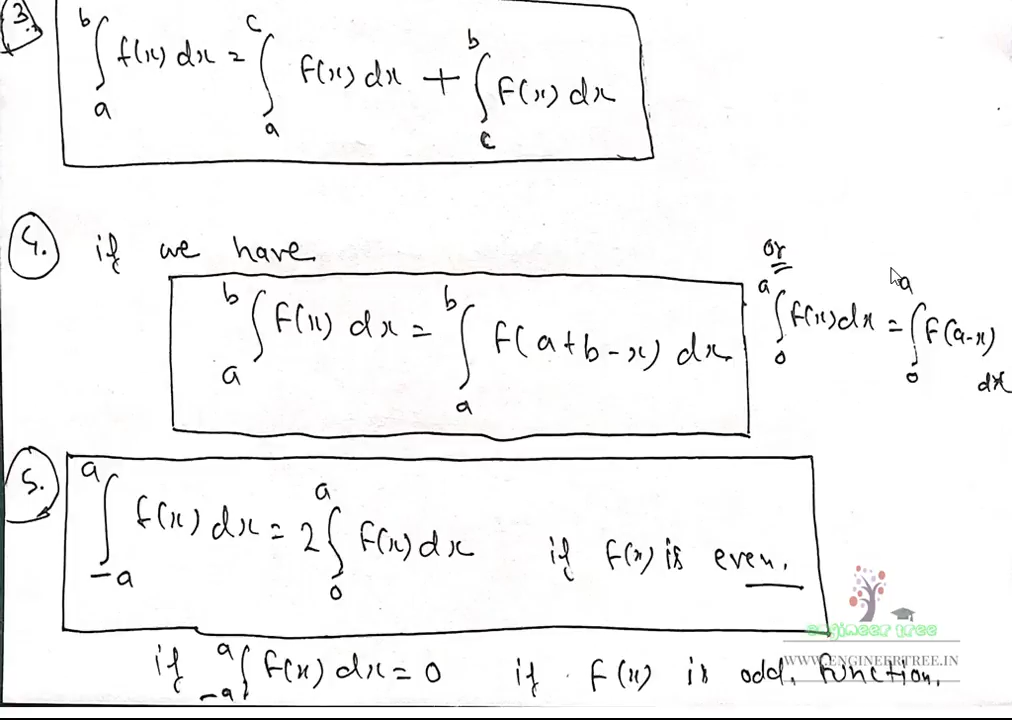 3. ∫_a^b f(x) dx = ∫_a^c f(x) dx + ∫_c^b f(x) dx
4. if we have
∫_a^b f(x) dx = ∫_a^b f(a+b-x) dx
or
∫_0^a f(x) dx = ∫_0^a f(a-x) dx
5. ∫_{-a}^a f(x) dx = 2∫_0^a f(x) dx if f(x) is even.
engineer tree
WWW.ENGINEERTREE.IN
if ∫_{-a}^a f(x) dx = 0 if f(x) is odd. function.